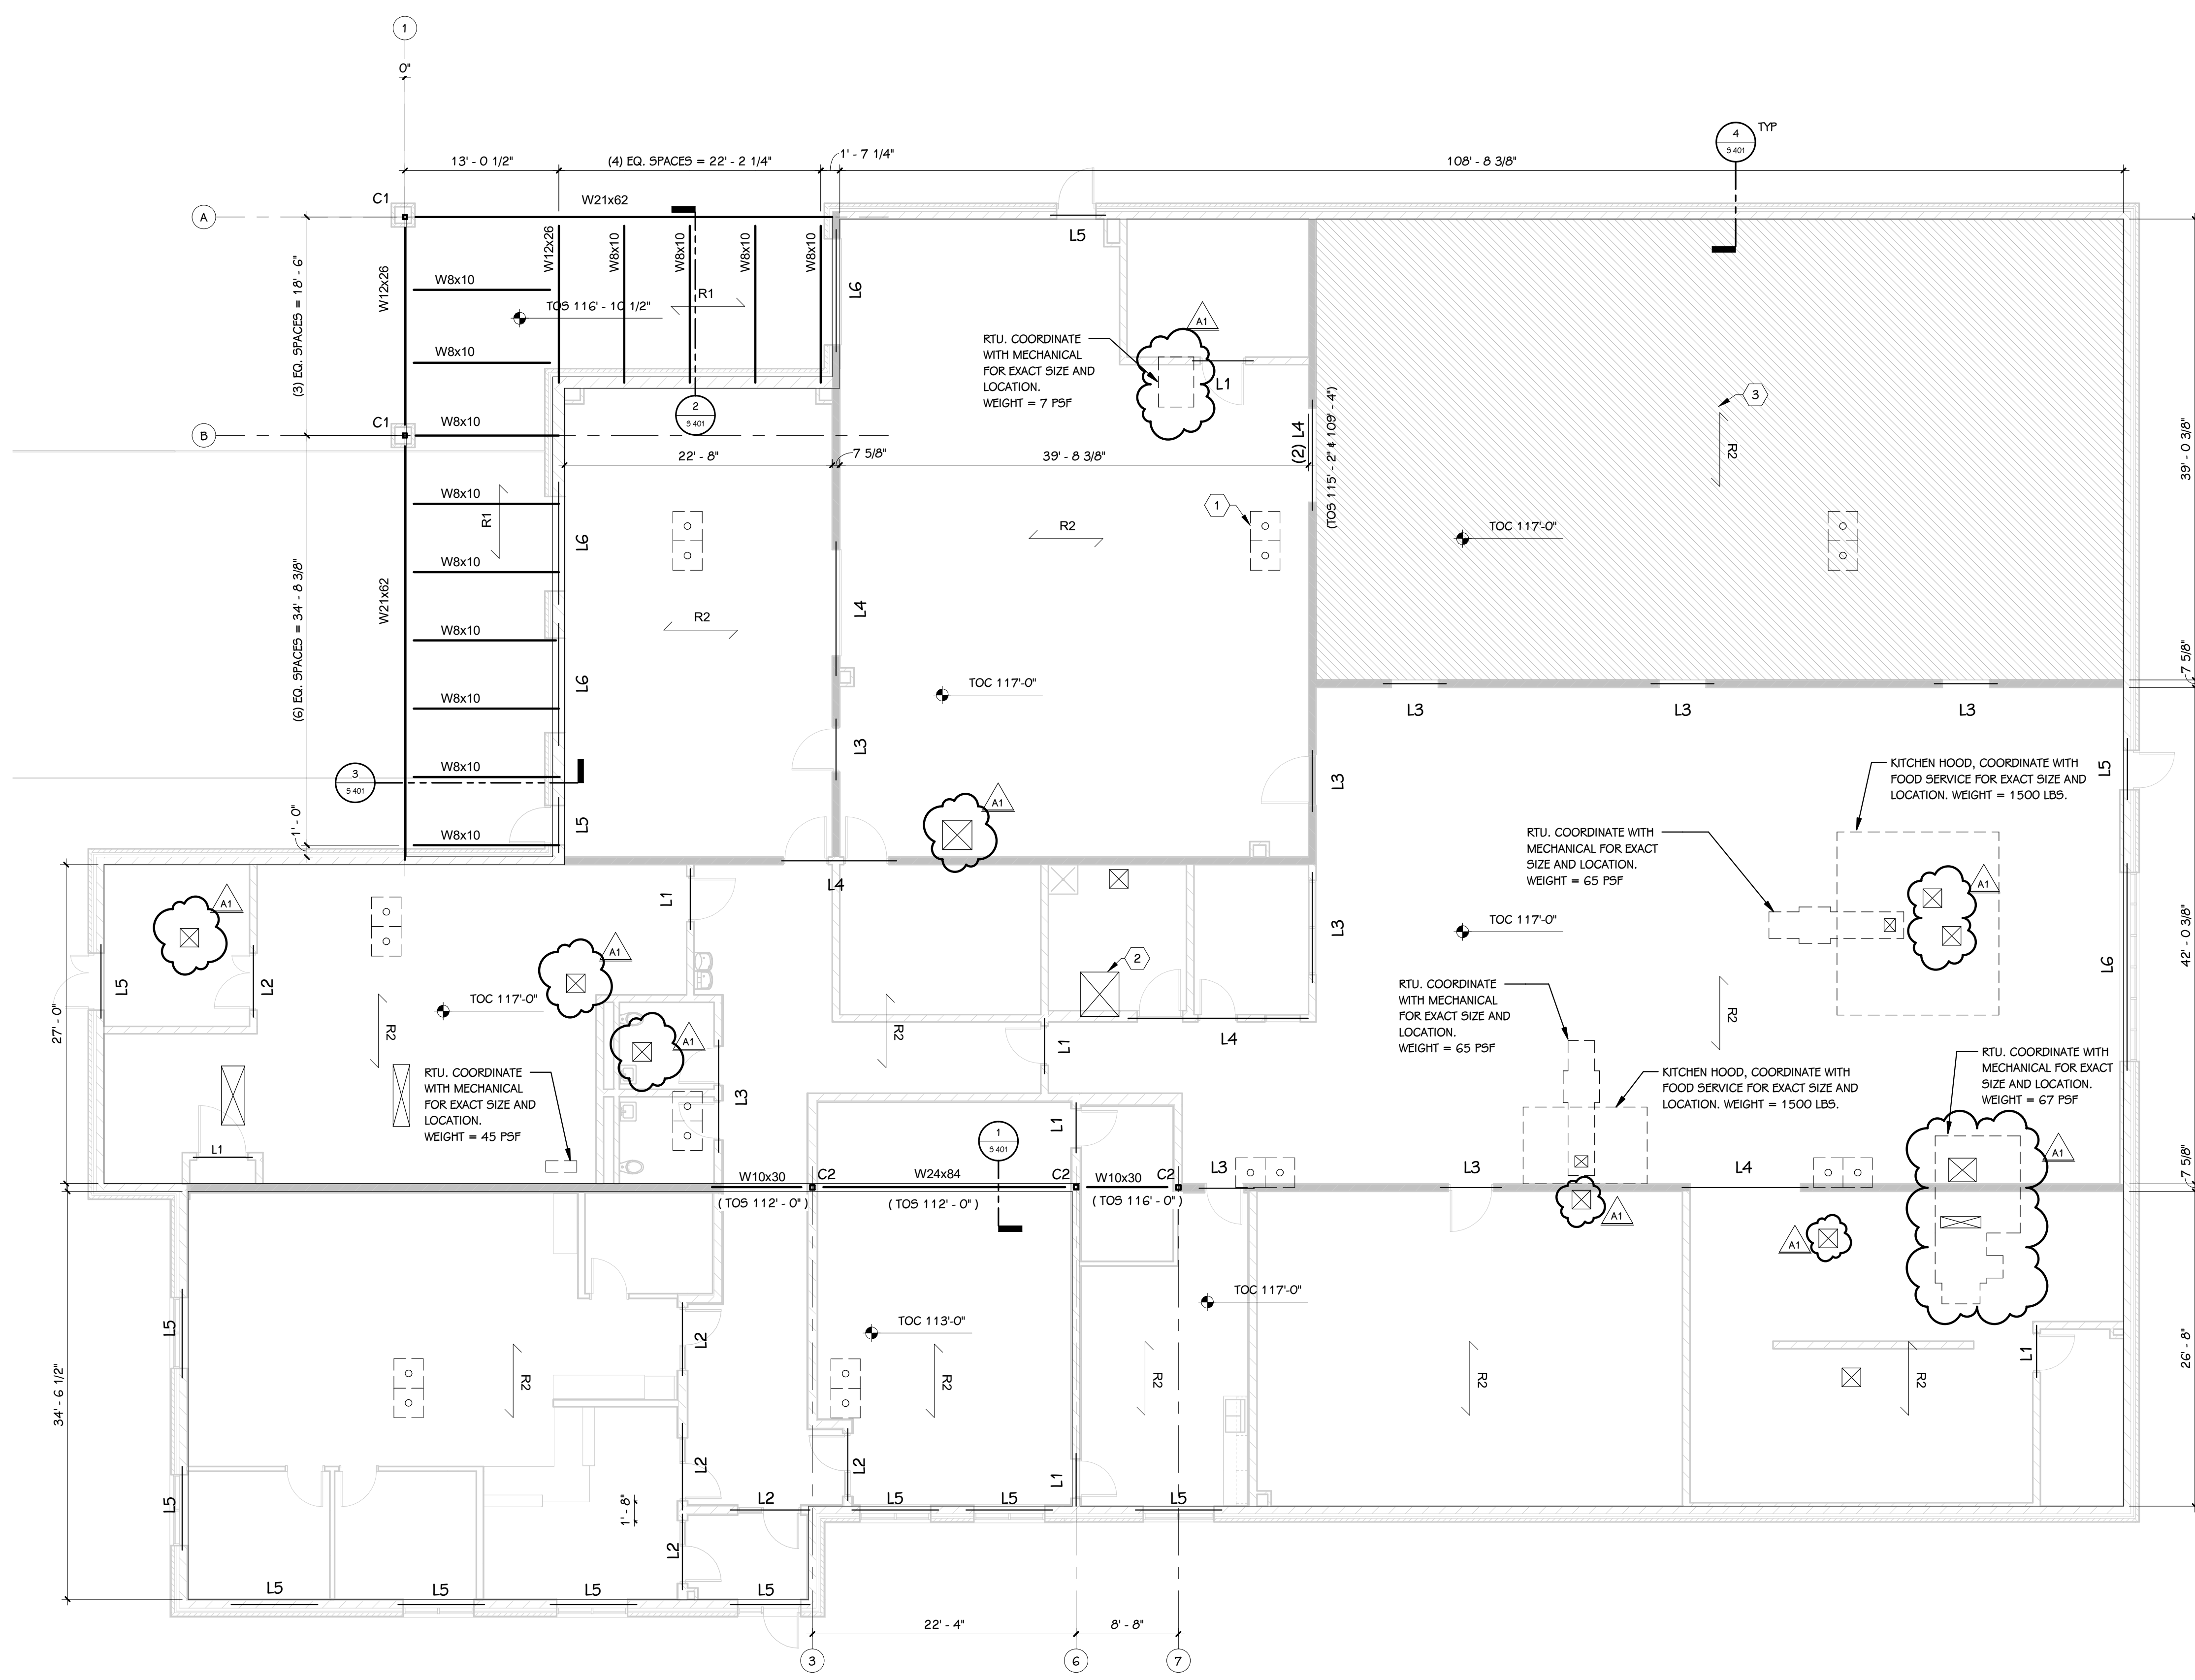 1
0"
4
S 401
TYP
13' - 0 1/2"
(4) EQ. SPACES = 22' - 2 1/4"
1' - 7 1/4"
108' - 8 3/8"
C1
W21x62
A
L5
W12x26
W8x10
W8x10
W8x10
W8x10
W12x26
W8x10
(3) EQ. SPACES = 18' - 6"
TOS 116' - 10 1/2"
R1
L6
A1
RTU. COORDINATE
WITH MECHANICAL
FOR EXACT SIZE AND
LOCATION.
WEIGHT = 7 PSF
L1
W8x10
2
S 401
3
R2
39' - 0 3/8"
C1
W8x10
B
(2) L4
(TOS 115' - 2" & 109' - 4")
22' - 8"
7 5/8"
39' - 8 3/8"
W8x10
R1
1
R2
TOC 117'-0"
L6
W8x10
W21x62
L4
R2
W8x10
(6) EQ. SPACES = 34' - 8 3/8"
L6
TOC 117'-0"
7 5/8"
W8x10
L3
L3
L3
L3
W8x10
3
S 401
L3
L5
KITCHEN HOOD, COORDINATE WITH
FOOD SERVICE FOR EXACT SIZE AND
LOCATION. WEIGHT = 1500 LBS.
A1
L5
1' - 0"
W8x10
RTU. COORDINATE WITH
MECHANICAL FOR EXACT
SIZE AND LOCATION.
WEIGHT = 65 PSF
A1
L4
L1
A1
L3
TOC 117'-0"
42' - 0 3/8"
A1
2
L6
L5
L2
TOC 117'-0"
27' - 0"
R2
A1
R2
L1
L4
RTU. COORDINATE
WITH MECHANICAL
FOR EXACT SIZE AND
LOCATION.
WEIGHT = 65 PSF
R2
RTU. COORDINATE WITH
MECHANICAL FOR EXACT
SIZE AND LOCATION.
WEIGHT = 67 PSF
RTU. COORDINATE
WITH MECHANICAL
FOR EXACT SIZE AND
LOCATION.
WEIGHT = 45 PSF
L3
KITCHEN HOOD, COORDINATE WITH
FOOD SERVICE FOR EXACT SIZE AND
LOCATION. WEIGHT = 1500 LBS.
L1
1
S 401
L1
A1
W10x30
C2
W24x84
C2
W10x30
C2
L3
L3
L4
7 5/8"
( TOS 112' - 0" )
( TOS 112' - 0" )
( TOS 116' - 0" )
A1
A1
TOC 117'-0"
TOC 113'-0"
L5
L2
L1
26' - 8"
34' - 6 1/2"
R2
R2
R2
R2
R2
L2
L2
L1
L5
L2
L5
L5
L5
1' - 8"
L2
L5
L5
L5
L5
22' - 4"
8' - 8"
3
6
7